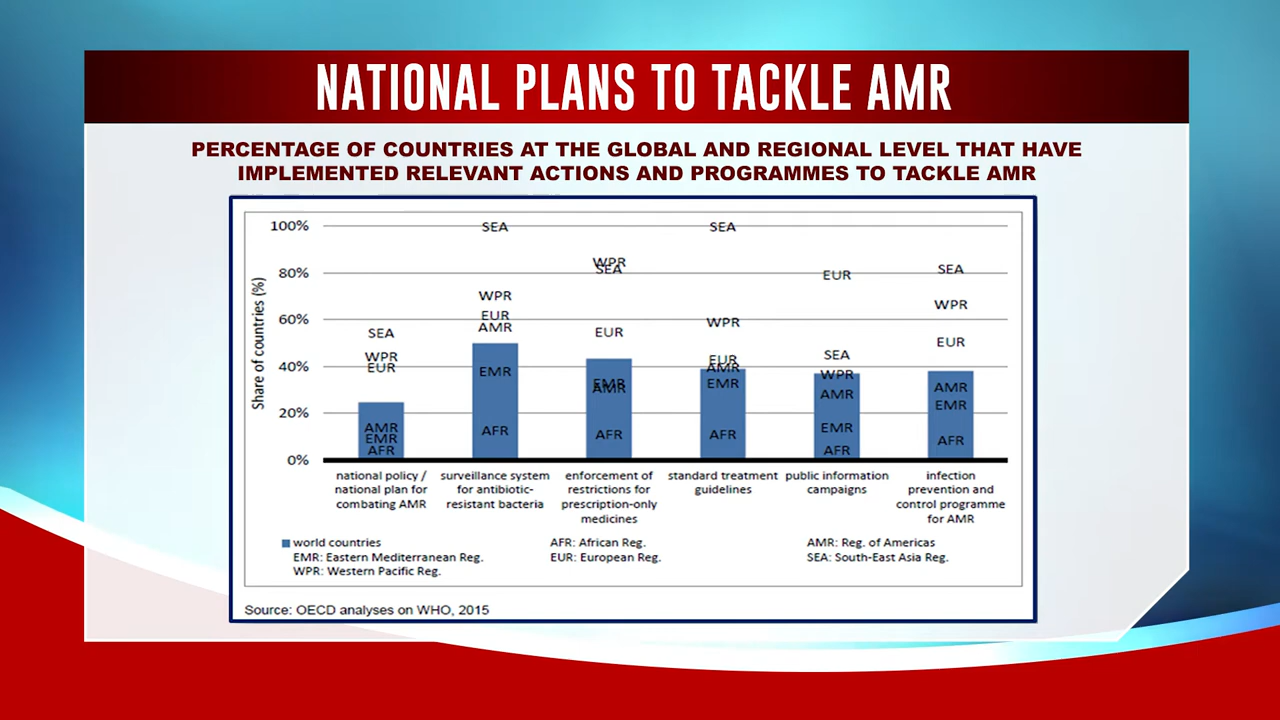 NATIONAL PLANS TO TACKLE AMR
PERCENTAGE OF COUNTRIES AT THE GLOBAL AND REGIONAL LEVEL THAT HAVE
IMPLEMENTED RELEVANT ACTIONS AND PROGRAMMES TO TACKLE AMR
Share of countries (%)
100%
80%
60%
40%
20%
0%
SEA
WPR
EUR
AMR
EMR
AFR
SEA
WPR
EUR
AMR
EMR
AFR
WPR
SEA
EUR
EMR
AMR
AFR
SEA
WPR
EUR
AMR
EMR
AFR
EUR
SEA
WPR
AMR
EMR
AFR
SEA
WPR
EUR
AMR
EMR
AFR
national policy /
national plan for
combating AMR
surveillance system
for antibiotic-
resistant bacteria
enforcement of
restrictions for
prescription-only
medicines
standard treatment
guidelines
public information
campaigns
infection
prevention and
control programme
for AMR
world countries
AFR: African Reg.
AMR: Reg. of Americas
EMR: Eastern Mediterranean Reg.
EUR: European Reg.
SEA: South-East Asia Reg.
WPR: Western Pacific Reg.
Source: OECD analyses on WHO, 2015